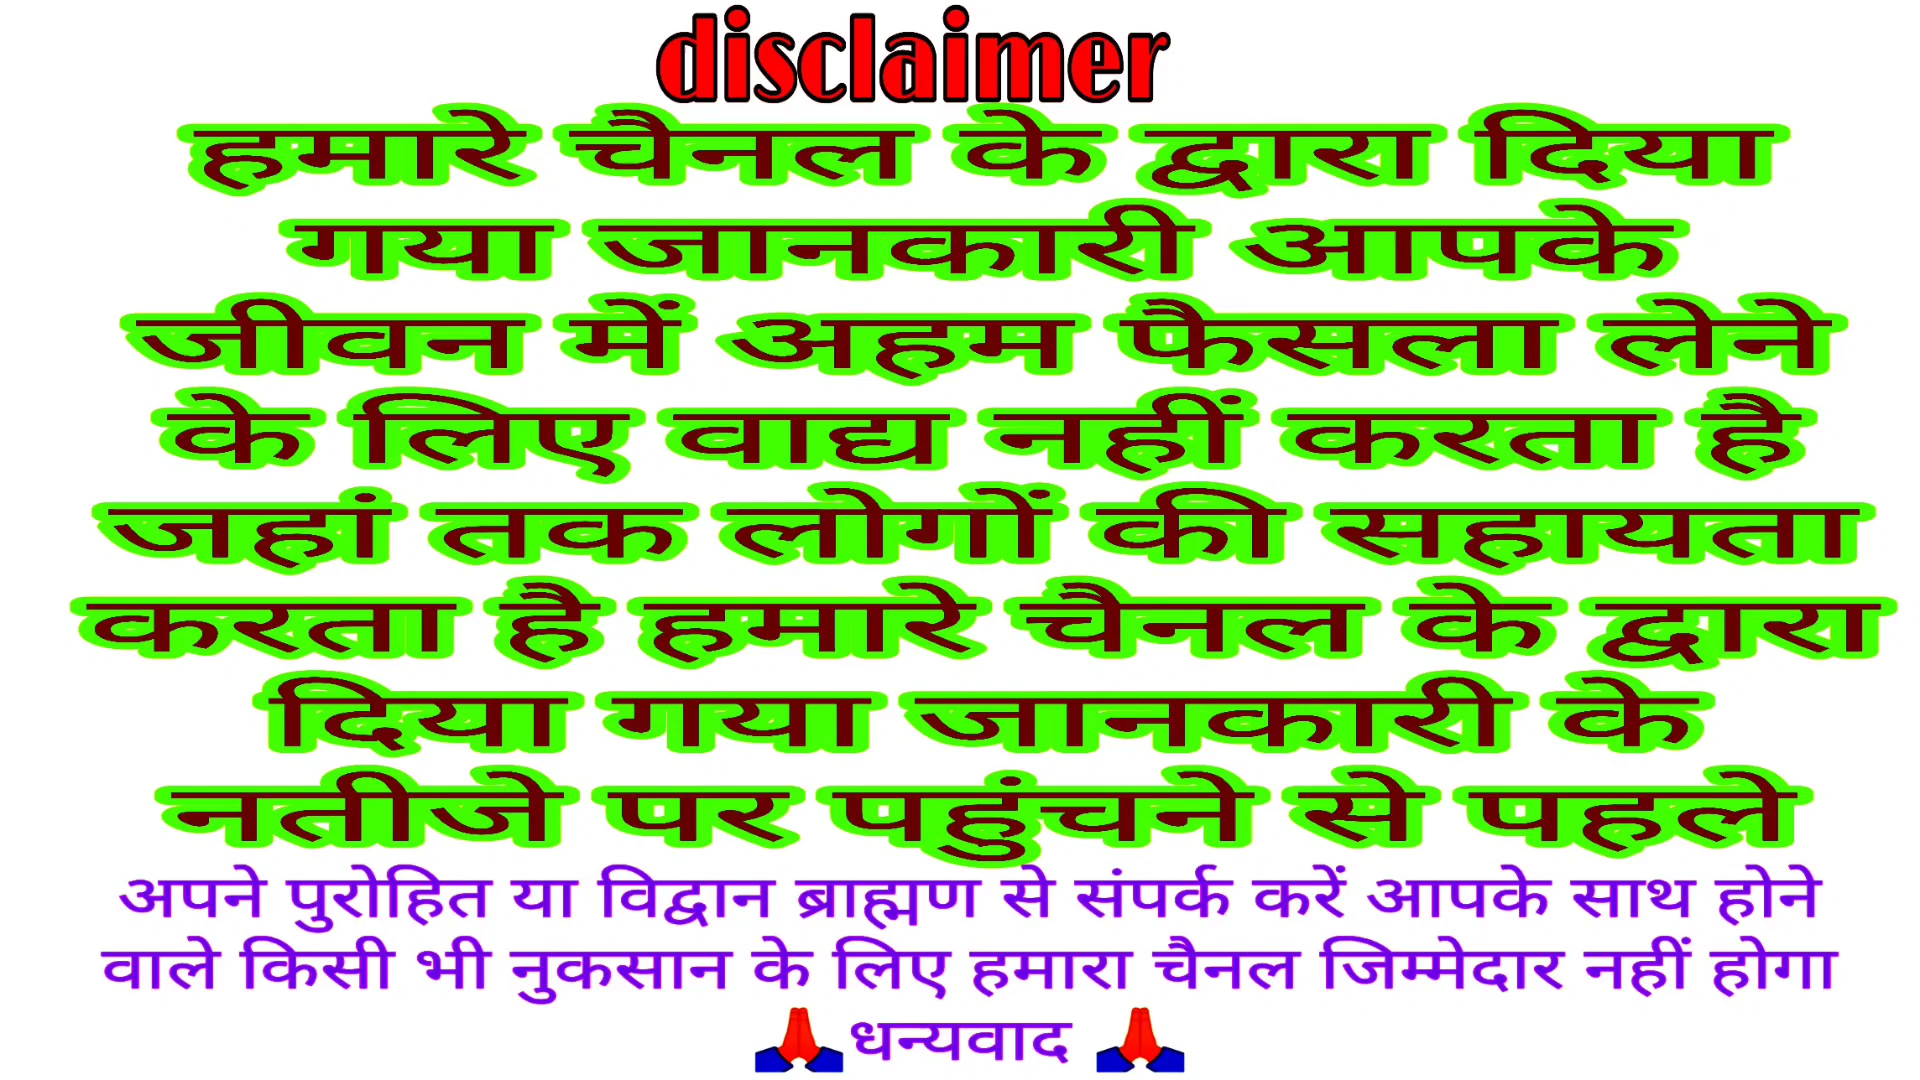 disclaimer
हमारे चैनल के द्वारा दिया
गया जानकारी आपके
जीवन में अहम फैसला लेने
के लिए वाद्य नहीं करता है
जहां तक लोगों की सहायता
करता है हमारे चैनल के द्वारा
दिया गया जानकारी के
नतीजे पर पहुंचने से पहले
अपने पुरोहित या विद्वान ब्राह्मण से संपर्क करें आपके साथ होने
वाले किसी भी नुकसान के लिए हमारा चैनल जिम्मेदार नहीं होगा
🙏धन्यवाद 🙏